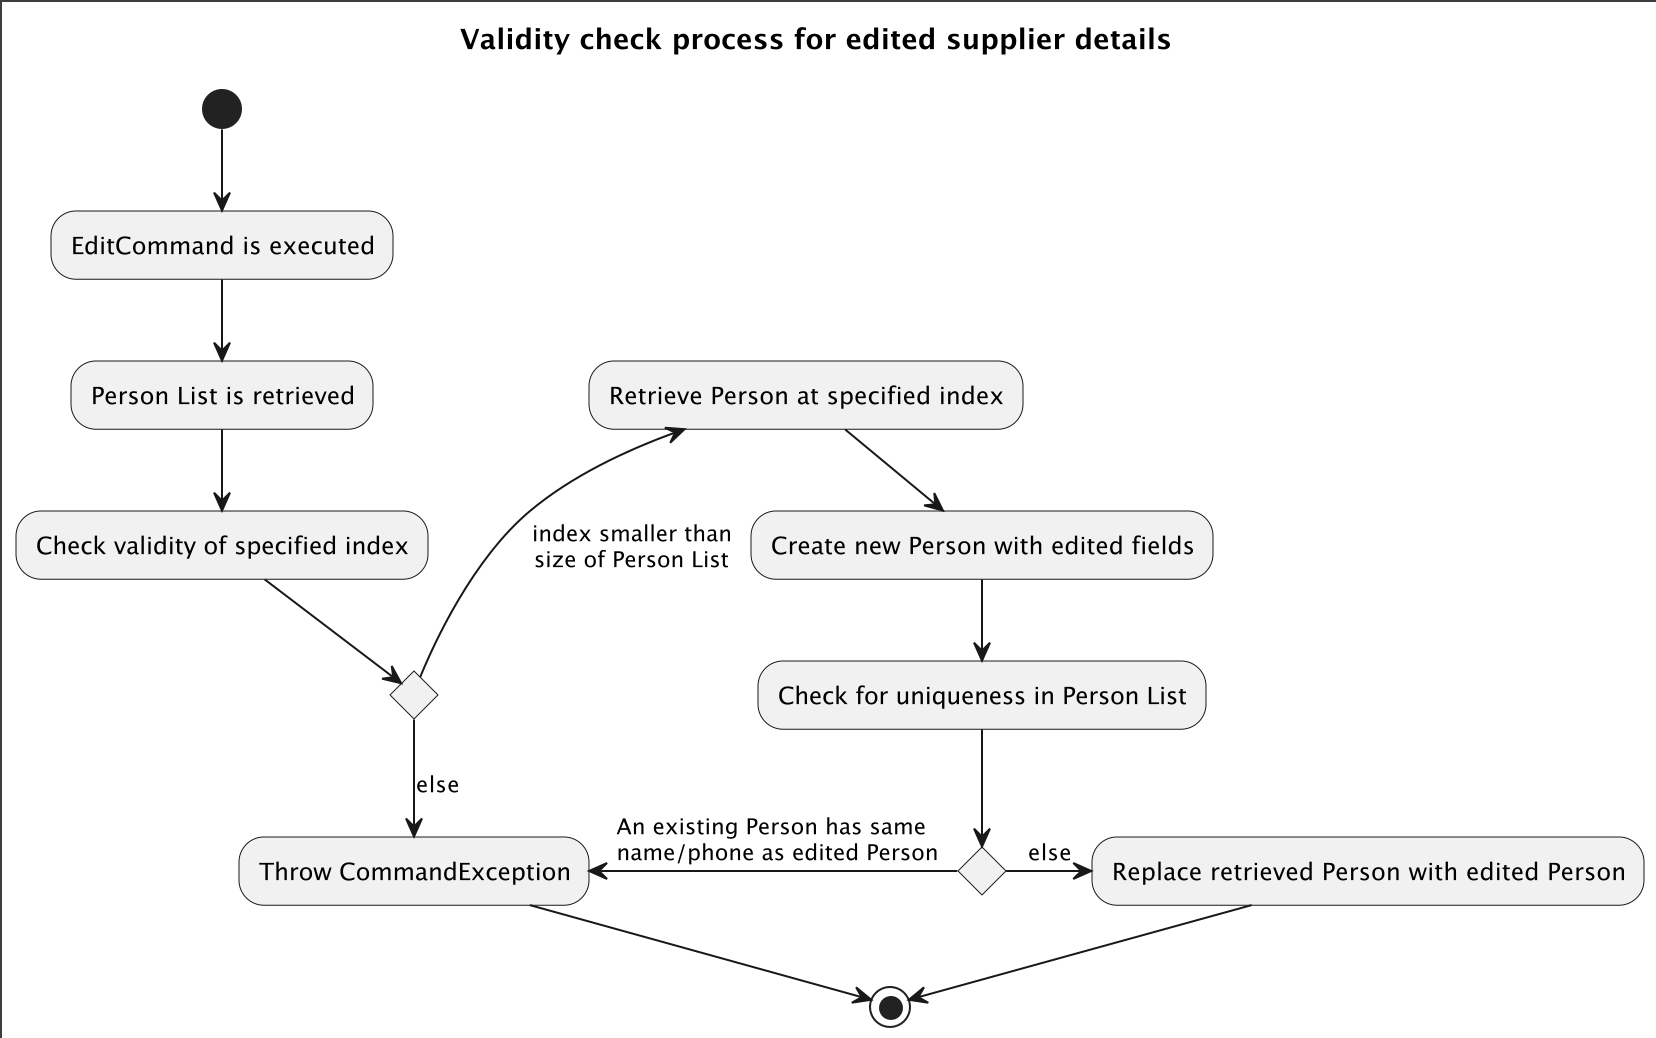 Validity check process for edited supplier details
EditCommand is executed
Person List is retrieved
Check validity of specified index
index smaller than
size of Person List
Retrieve Person at specified index
Create new Person with edited fields
Check for uniqueness in Person List
else
Throw CommandException
An existing Person has same
name/phone as edited Person
else
Replace retrieved Person with edited Person